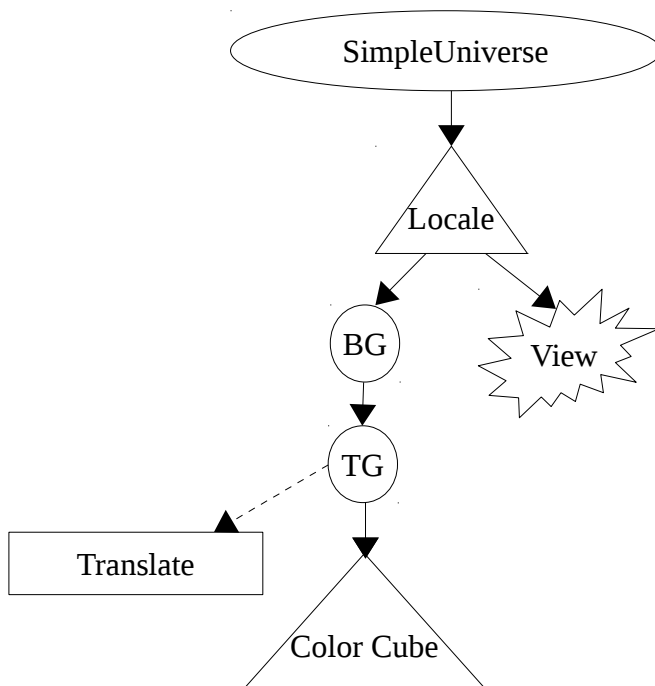 SimpleUniverse
Locale
BG
View
TG
Translate
Color Cube